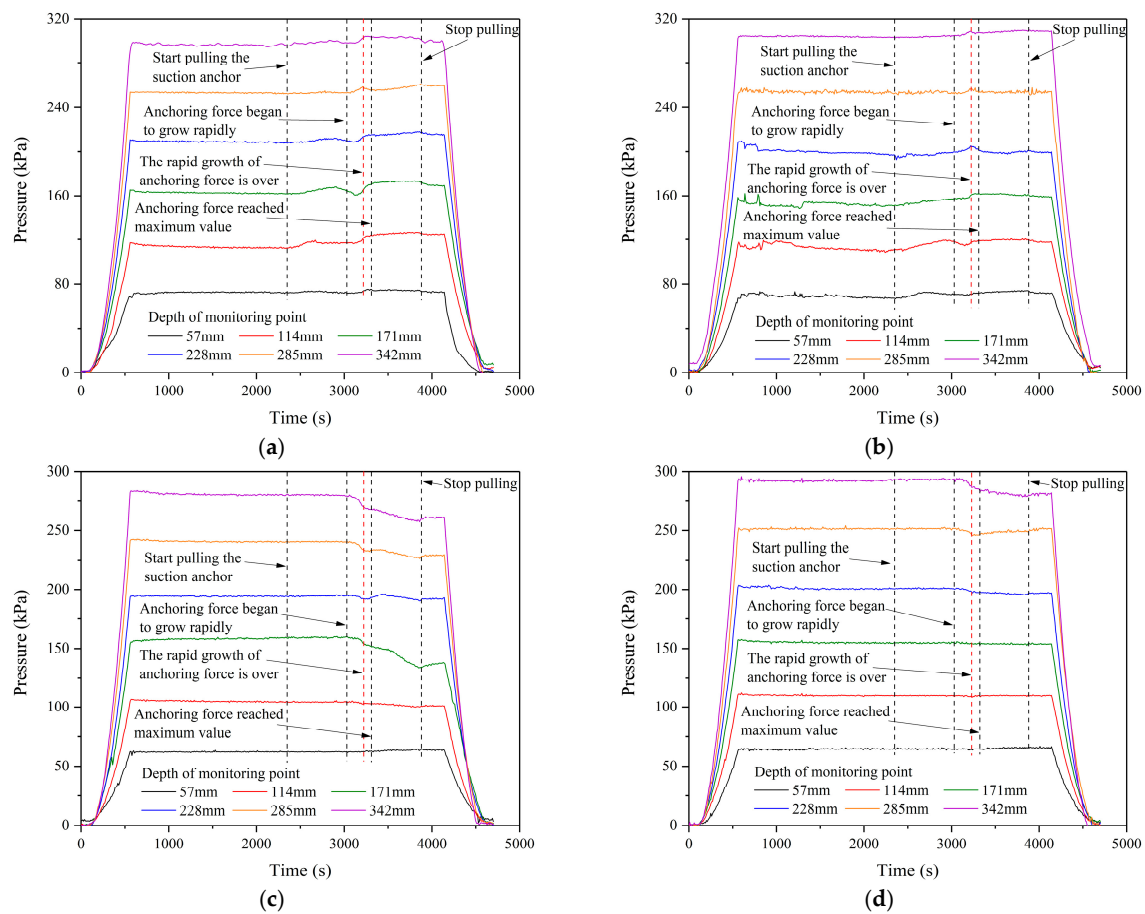 320
240
160
80
0
Pressure (kPa)
Stop pulling
Start pulling the
suction anchor
Anchoring force began
to grow rapidly
The rapid growth of
anchoring force is over
Anchoring force reached
maximum value
Depth of monitoring point
57mm 114mm 171mm
228mm 285mm 342mm
0 1000 2000 3000 4000 5000
Time (s)
(a)
320
240
160
80
0
Pressure (kPa)
Stop pulling
Start pulling the
suction anchor
Anchoring force began
to grow rapidly
The rapid growth of
anchoring force is over
Anchoring force reached
maximum value
Depth of monitoring point
57mm 114mm 171mm
228mm 285mm 342mm
0 1000 2000 3000 4000 5000
Time (s)
(b)
300
250
200
150
100
50
0
Pressure (kPa)
Stop pulling
Start pulling the
suction anchor
Anchoring force began
to grow rapidly
The rapid growth of
anchoring force is over
Anchoring force reached
maximum value
Depth of monitoring point
57mm 114mm 171mm
228mm 285mm 342mm
0 1000 2000 3000 4000 5000
Time (s)
(c)
300
250
200
150
100
50
0
Pressure (kPa)
Stop pulling
Start pulling the
suction anchor
Anchoring force began
to grow rapidly
The rapid growth of
anchoring force is over
Anchoring force reached
maximum value
Depth of monitoring point
57mm 114mm 171mm
228mm 285mm 342mm
0 1000 2000 3000 4000 5000
Time (s)
(d)